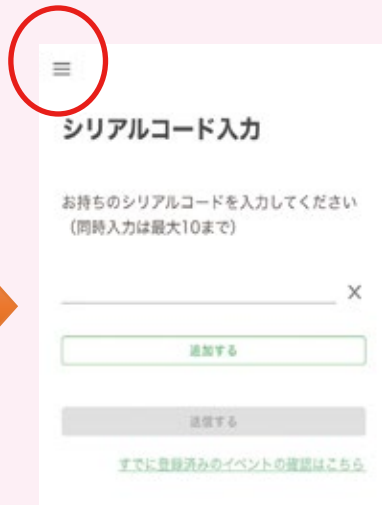 シリアルコード入力
お持ちのシリアルコードを入力してください
（同時入力は最大10まで）
追加する
送信する
すでに登録済みのイベントの確認はこちら